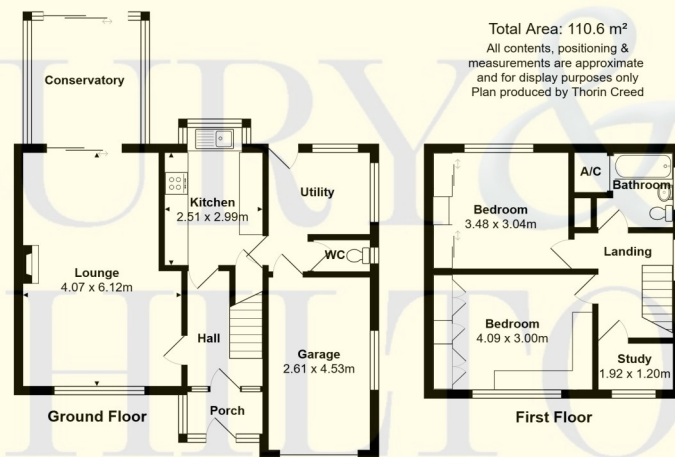 Total Area: 110.6 m²
All contents, positioning &
measurements are approximate
and for display purposes only
Plan produced by Thorin Creed
Conservatory
Kitchen
2.51 x 2.99m
Utility
WC
Lounge
4.07 x 6.12m
Hall
Garage
2.61 x 4.53m
Porch
Ground Floor
A/C
Bathroom
Bedroom
3.48 x 3.04m
Landing
Bedroom
4.09 x 3.00m
Study
1.92 x 1.20m
First Floor
URY&
HILTO